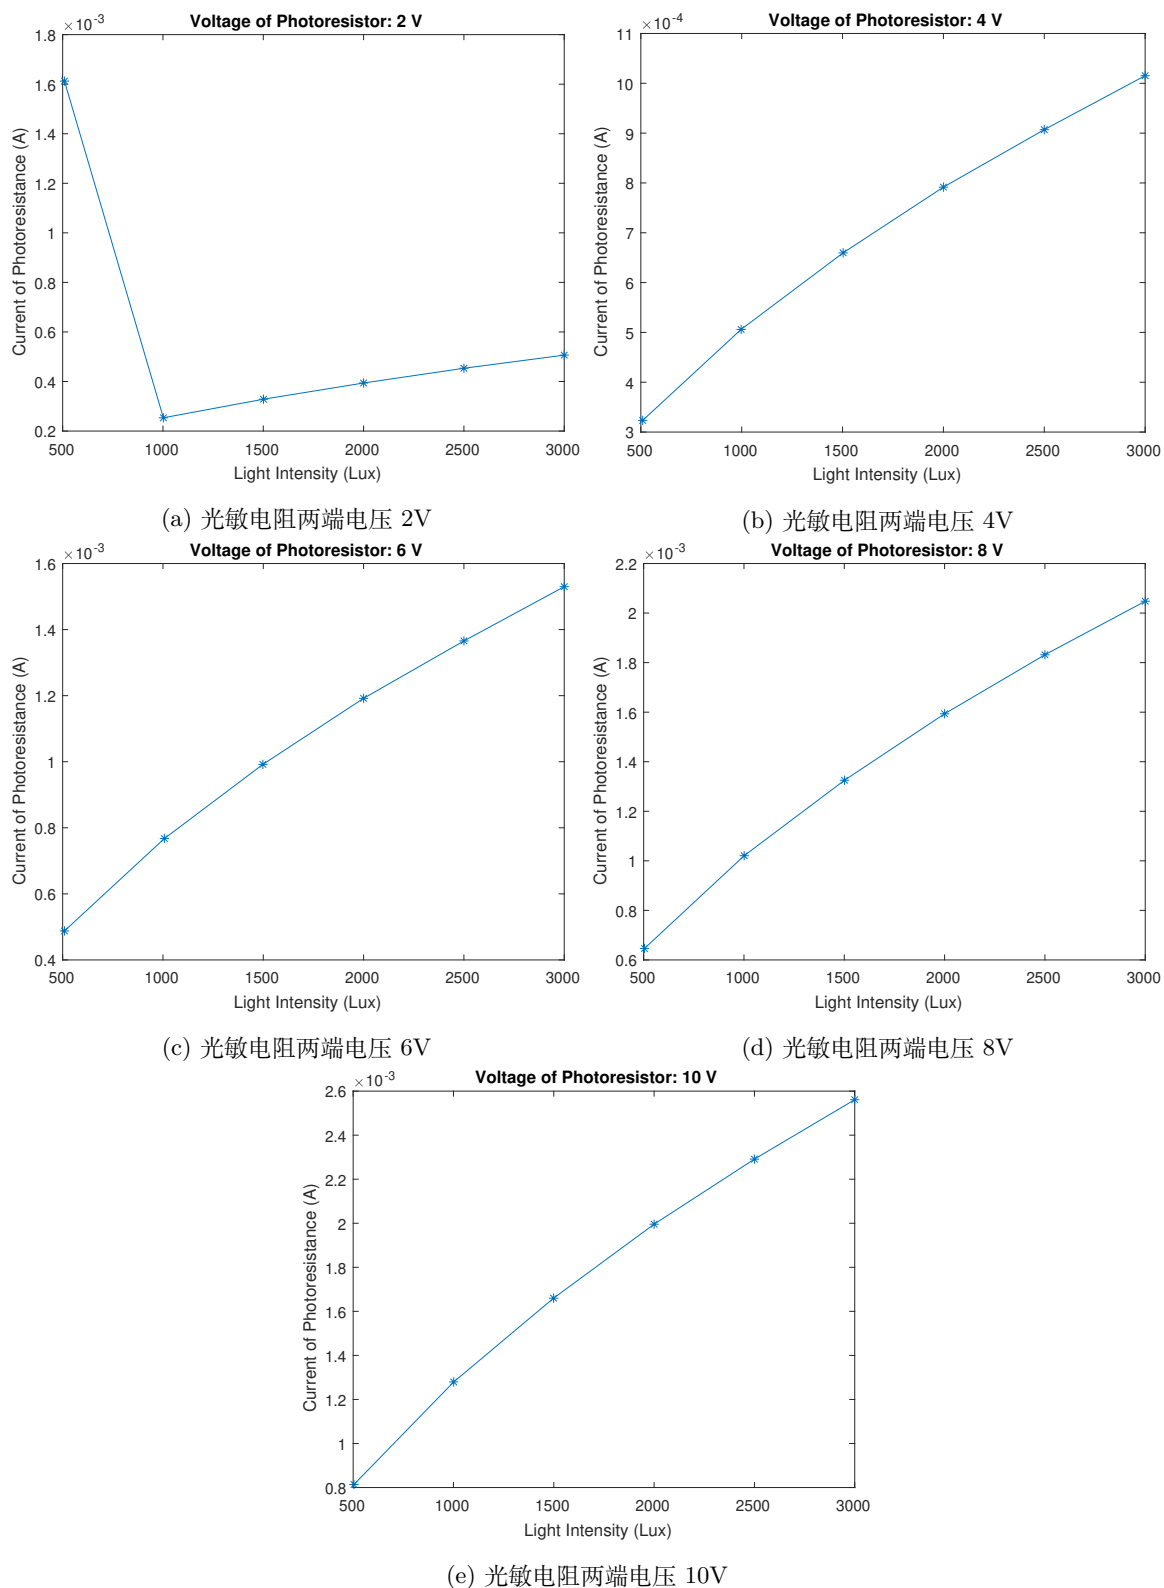 Voltage of Photoresistor: 2 V
×10⁻³
1.8
1.6
1.4
1.2
1
0.8
0.6
0.4
0.2
Current of Photoresistance (A)
500 1000 1500 2000 2500 3000
Light Intensity (Lux)
(a) 光敏电阻两端电压 2V
Voltage of Photoresistor: 4 V
×10⁻⁴
11
10
9
8
7
6
5
4
3
Current of Photoresistance (A)
500 1000 1500 2000 2500 3000
Light Intensity (Lux)
(b) 光敏电阻两端电压 4V
Voltage of Photoresistor: 6 V
×10⁻³
1.6
1.4
1.2
1
0.8
0.6
0.4
Current of Photoresistance (A)
500 1000 1500 2000 2500 3000
Light Intensity (Lux)
(c) 光敏电阻两端电压 6V
Voltage of Photoresistor: 8 V
×10⁻³
2.2
2
1.8
1.6
1.4
1.2
1
0.8
0.6
Current of Photoresistance (A)
500 1000 1500 2000 2500 3000
Light Intensity (Lux)
(d) 光敏电阻两端电压 8V
Voltage of Photoresistor: 10 V
×10⁻³
2.6
2.4
2.2
2
1.8
1.6
1.4
1.2
1
0.8
Current of Photoresistance (A)
500 1000 1500 2000 2500 3000
Light Intensity (Lux)
(e) 光敏电阻两端电压 10V